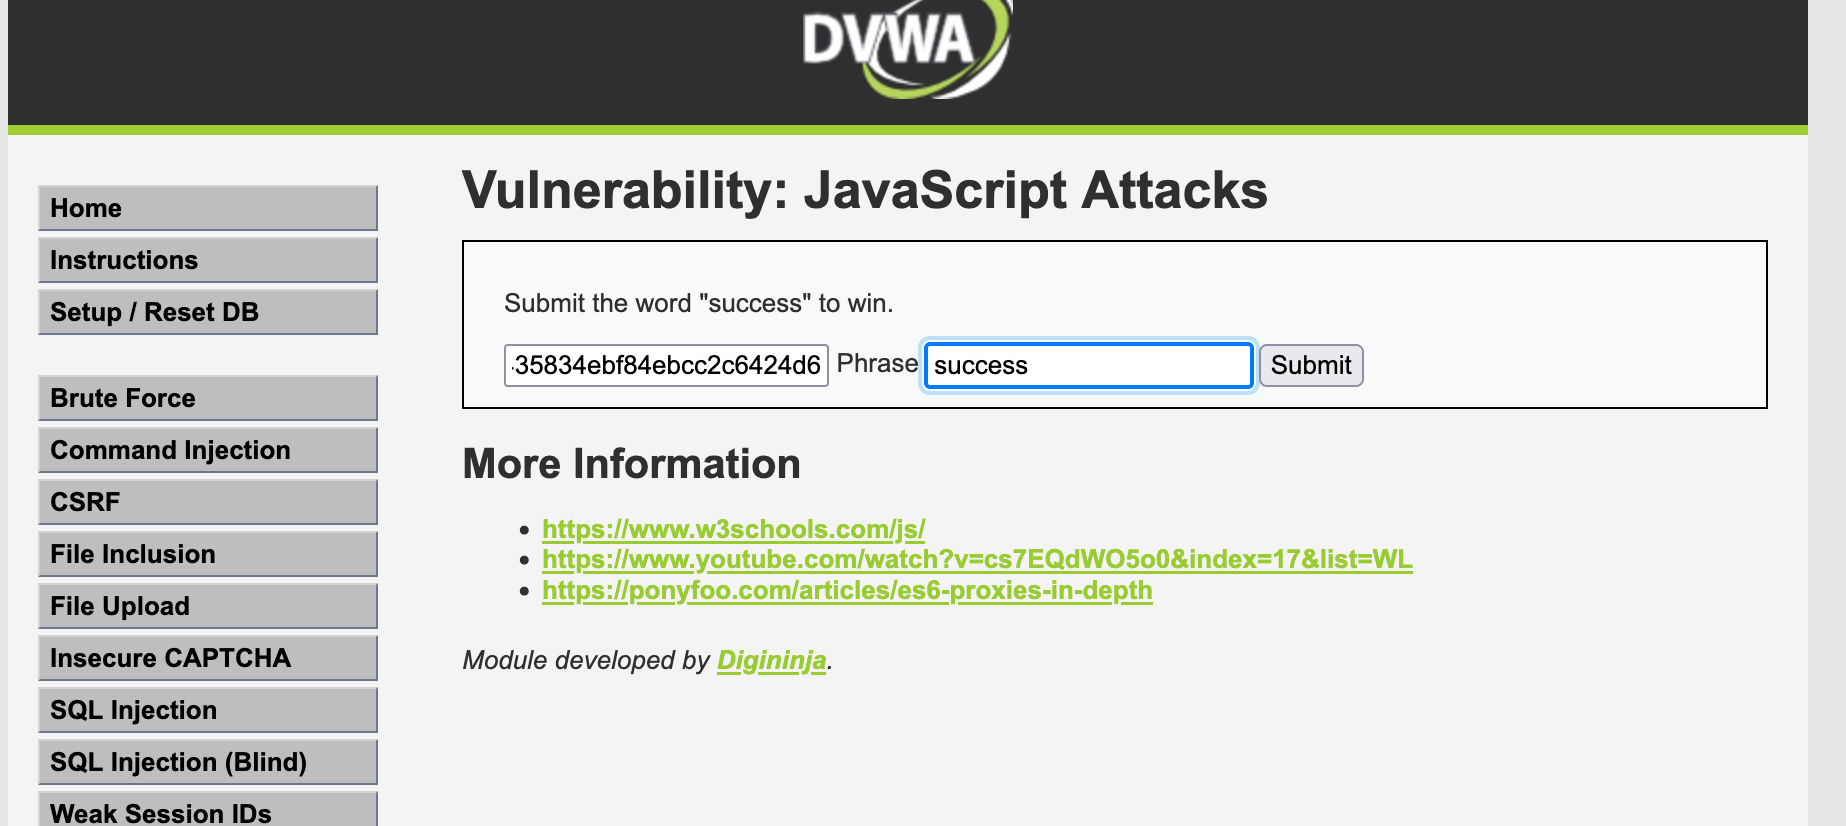 DVWA
Home
Instructions
Setup / Reset DB
Brute Force
Command Injection
CSRF
File Inclusion
File Upload
Insecure CAPTCHA
SQL Injection
SQL Injection (Blind)
Weak Session IDs
Vulnerability: JavaScript Attacks
Submit the word "success" to win.
35834ebf84ebcc2c6424d6 Phrase success Submit
More Information
https://www.w3schools.com/js/
https://www.youtube.com/watch?v=cs7EQdWO5o0&index=17&list=WL
https://ponyfoo.com/articles/es6-proxies-in-depth
Module developed by Digininja.